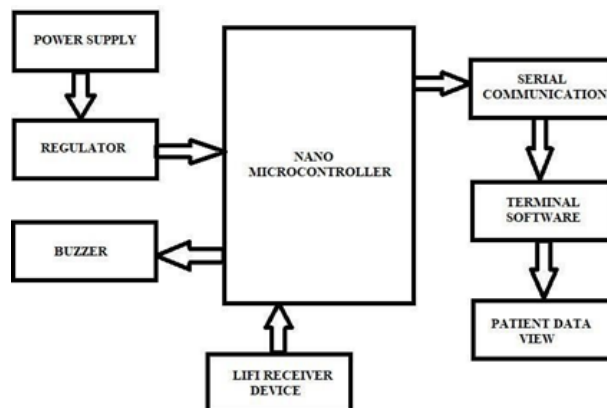 POWER SUPPLY
REGULATOR
BUZZER
NANO
MICROCONTROLLER
LIFI RECEIVER
DEVICE
SERIAL
COMMUNICATION
TERMINAL
SOFTWARE
PATIENT DATA
VIEW